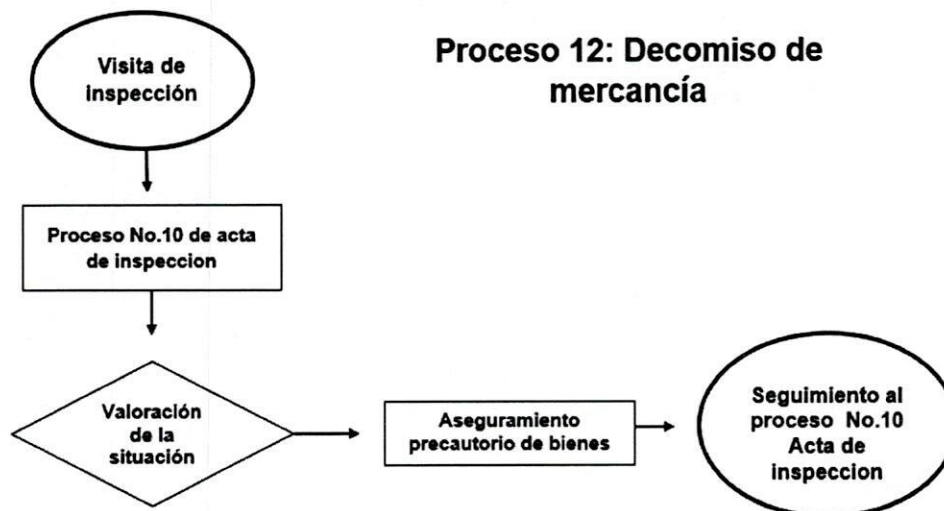 Proceso 12: Decomiso de
mercancía
Visita de
inspección
Proceso No.10 de acta
de inspeccion
Valoración
de la
situación
Aseguramiento
precautorio de bienes
Seguimiento al
proceso No.10
Acta de
inspeccion